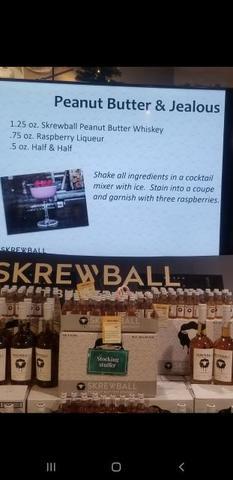 Peanut Butter & Jealous
1.25 oz. Skrewball Peanut Butter Whiskey
.75 oz. Raspberry Liqueur
.5 oz. Half & Half
Shake all ingredients in a cocktail
mixer with ice. Stain into a coupe
and garnish with three raspberries.
SKREWBALL
SKREWBALL
Stocking
stuffer
SKREWBALL